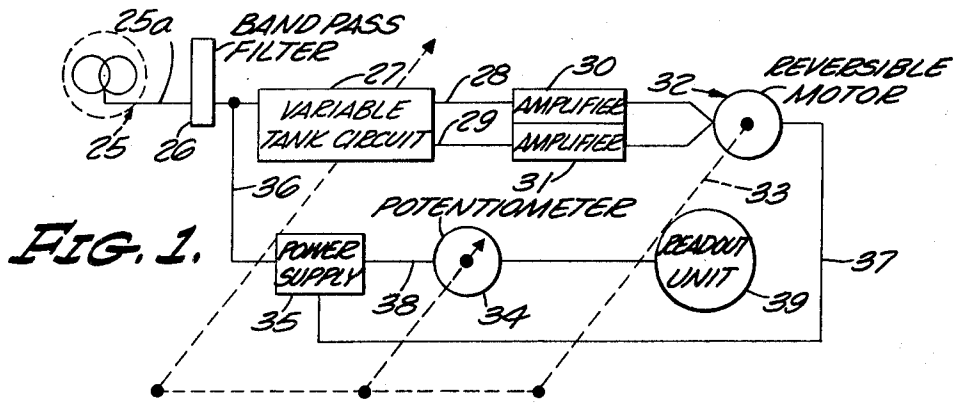 25a
BAND PASS
FILTER
25
26
27
VARIABLE
TANK CIRCUIT
28
29
30
AMPLIFIER
AMPLIFIER
31
32
REVERSIBLE
MOTOR
33
36
POTENTIOMETER
FIG. 1.
POWER
SUPPLY
35
38
34
READOUT
UNIT
39
37